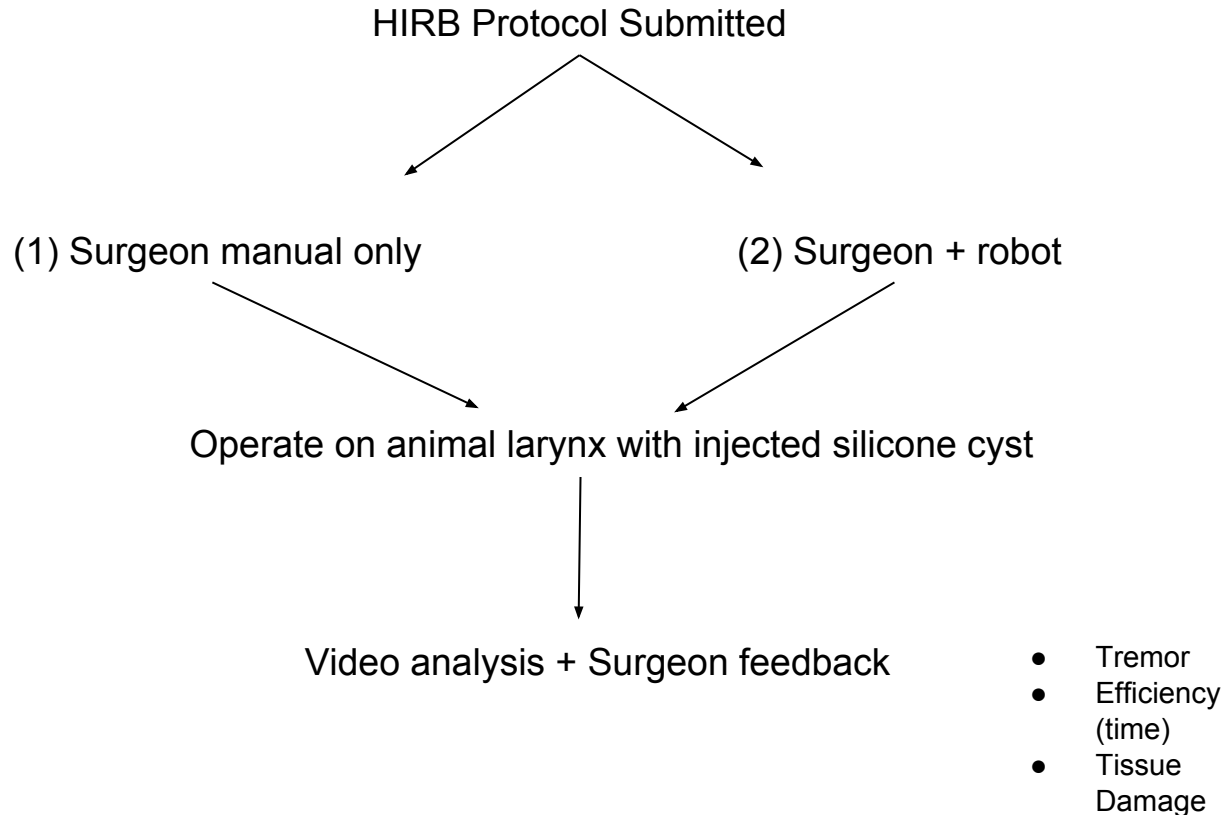 HIRB Protocol Submitted
(1) Surgeon manual only
(2) Surgeon + robot
Operate on animal larynx with injected silicone cyst
Video analysis + Surgeon feedback
● Tremor
● Efficiency
(time)
● Tissue
Damage